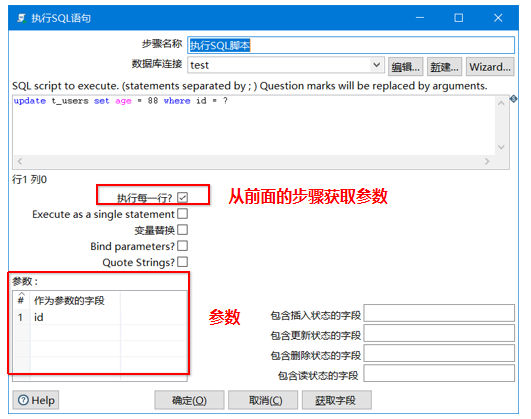 执行SQL语句
步骤名称 执行SQL脚本
数据库连接 test 编辑... 新建... Wizard...
SQL script to execute. (statements separated by ; ) Question marks will be replaced by arguments.
update t_users set age = 88 where id = ?
行1 列0
执行每一行? 从前面的步骤获取参数
Execute as a single statement
变量替换
Bind parameters?
Quote Strings?
参数 :
# 作为参数的字段
1 id
参数
包含插入状态的字段
包含更新状态的字段
包含删除状态的字段
包含读状态的字段
Help 确定(O) 取消(C) 获取字段